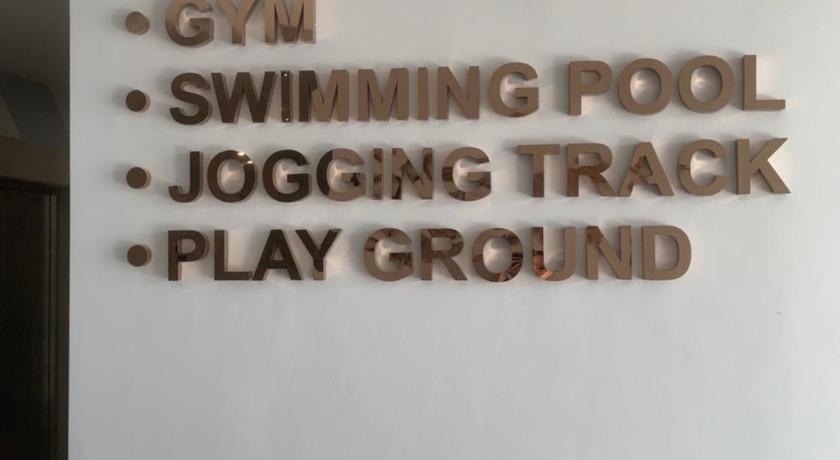 • GYM
• SWIMMING POOL
• JOGGING TRACK
• PLAY GROUND